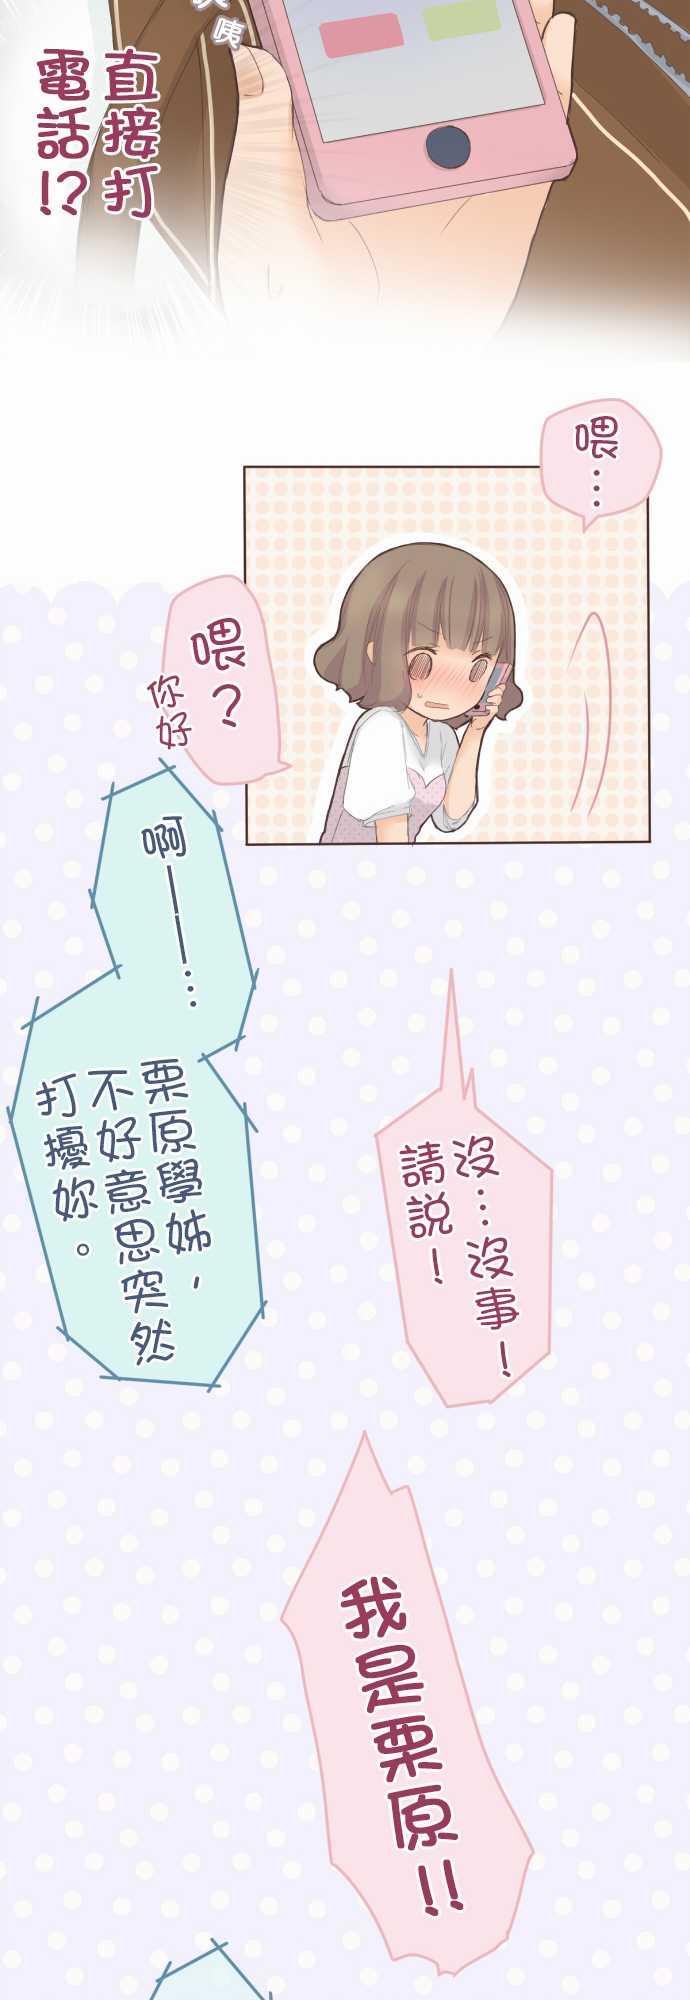 咦
直接打
電話!?
喂…
喂？
你好
啊——…
栗原學姊，
不好意思突然
打擾妳。
沒…沒事！
請說！
我是栗原!!